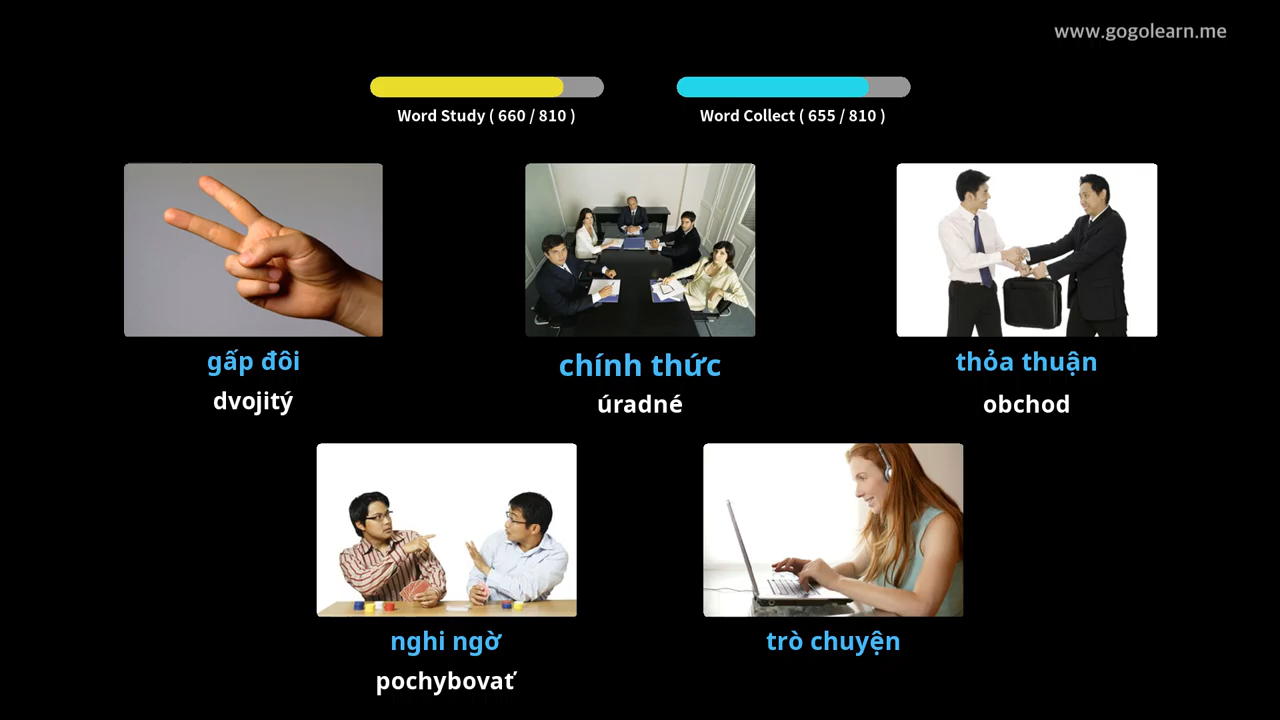 www.gogolearn.me
Word Study ( 660 / 810 )
Word Collect ( 655 / 810 )
gấp đôi
dvojitý
chính thức
úradné
thỏa thuận
obchod
nghi ngờ
pochybovať
trò chuyện